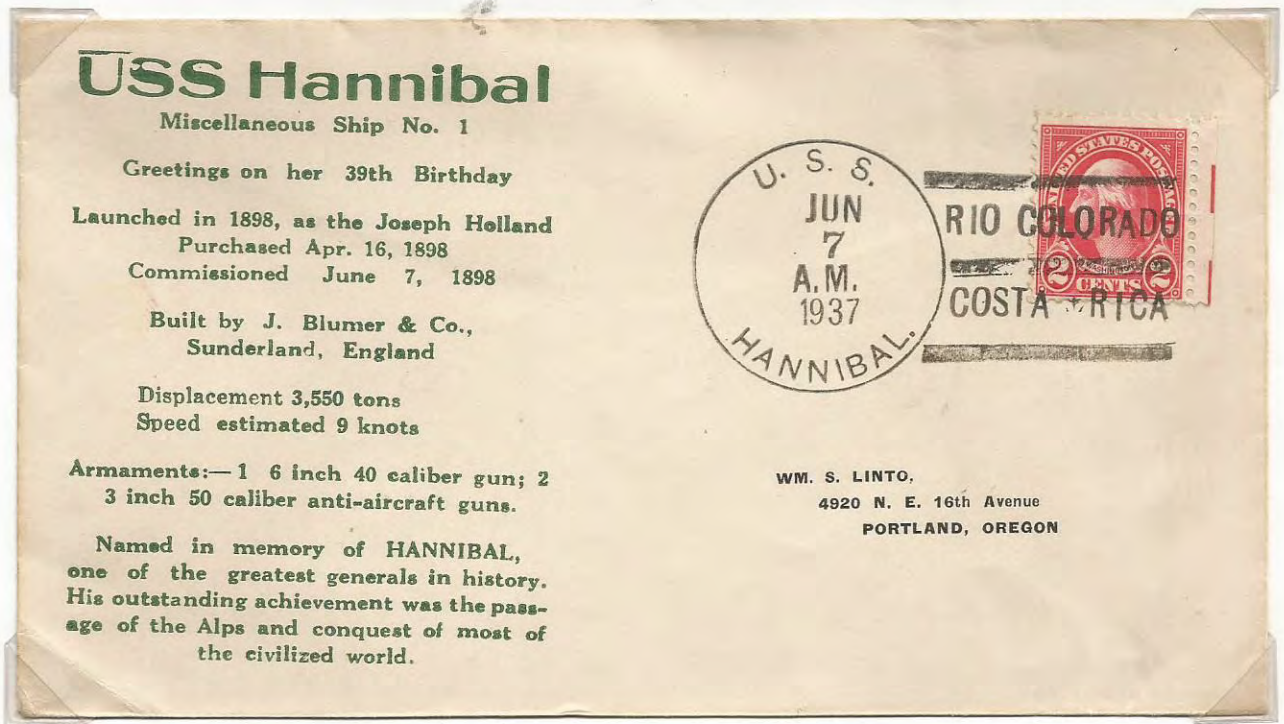 USS Hannibal
Miscellaneous Ship No. 1
Greetings on her 39th Birthday
Launched in 1898, as the Joseph Holland
Purchased Apr. 16, 1898
Commissioned June 7, 1898
Built by J. Blumer & Co.,
Sunderland, England
Displacement 3,550 tons
Speed estimated 9 knots
Armaments:— 1 6 inch 40 caliber gun; 2
3 inch 50 caliber anti-aircraft guns.
Named in memory of HANNIBAL,
one of the greatest generals in history.
His outstanding achievement was the pass-
age of the Alps and conquest of most of
the civilized world.
U. S. S.
JUN
7
A.M.
1937
HANNIBAL.
RIO COLORADO
COSTA RICA
UNITED STATES POSTAGE
2 CENTS 2
WM. S. LINTO,
4920 N. E. 16th Avenue
PORTLAND, OREGON